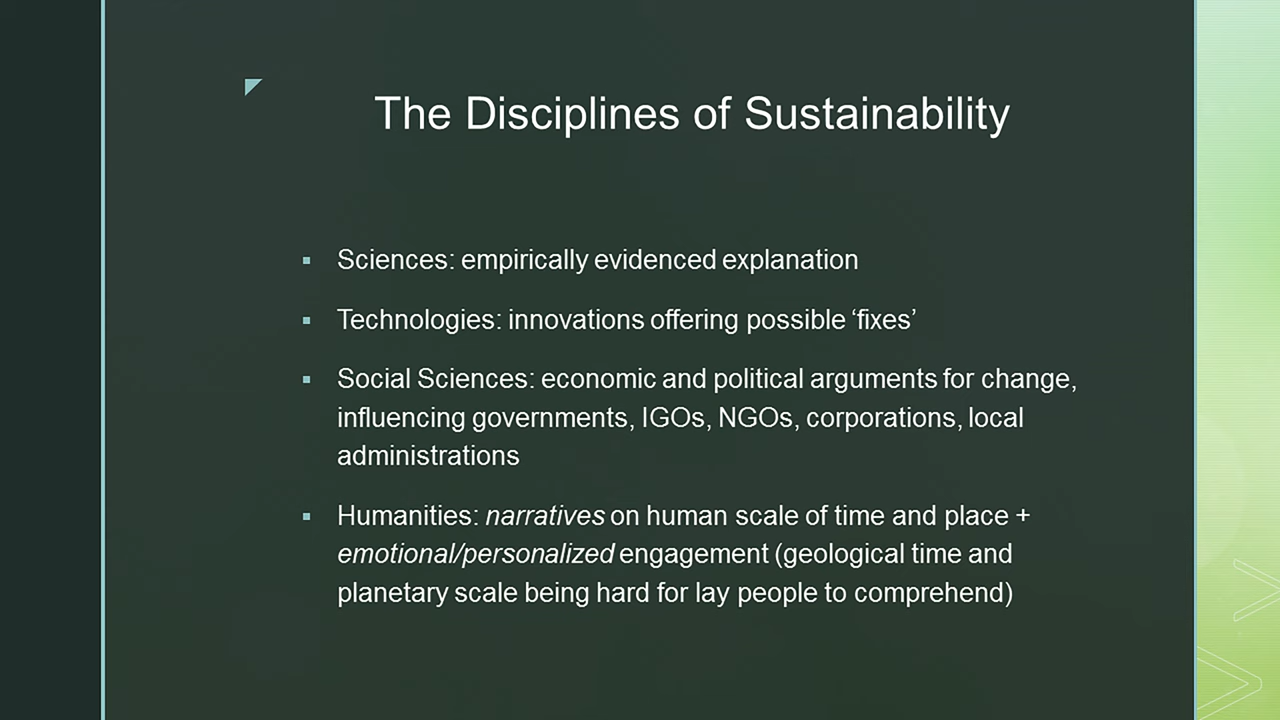 The Disciplines of Sustainability
▪ Sciences: empirically evidenced explanation
▪ Technologies: innovations offering possible ‘fixes’
▪ Social Sciences: economic and political arguments for change,
influencing governments, IGOs, NGOs, corporations, local
administrations
▪ Humanities: narratives on human scale of time and place +
emotional/personalized engagement (geological time and
planetary scale being hard for lay people to comprehend)